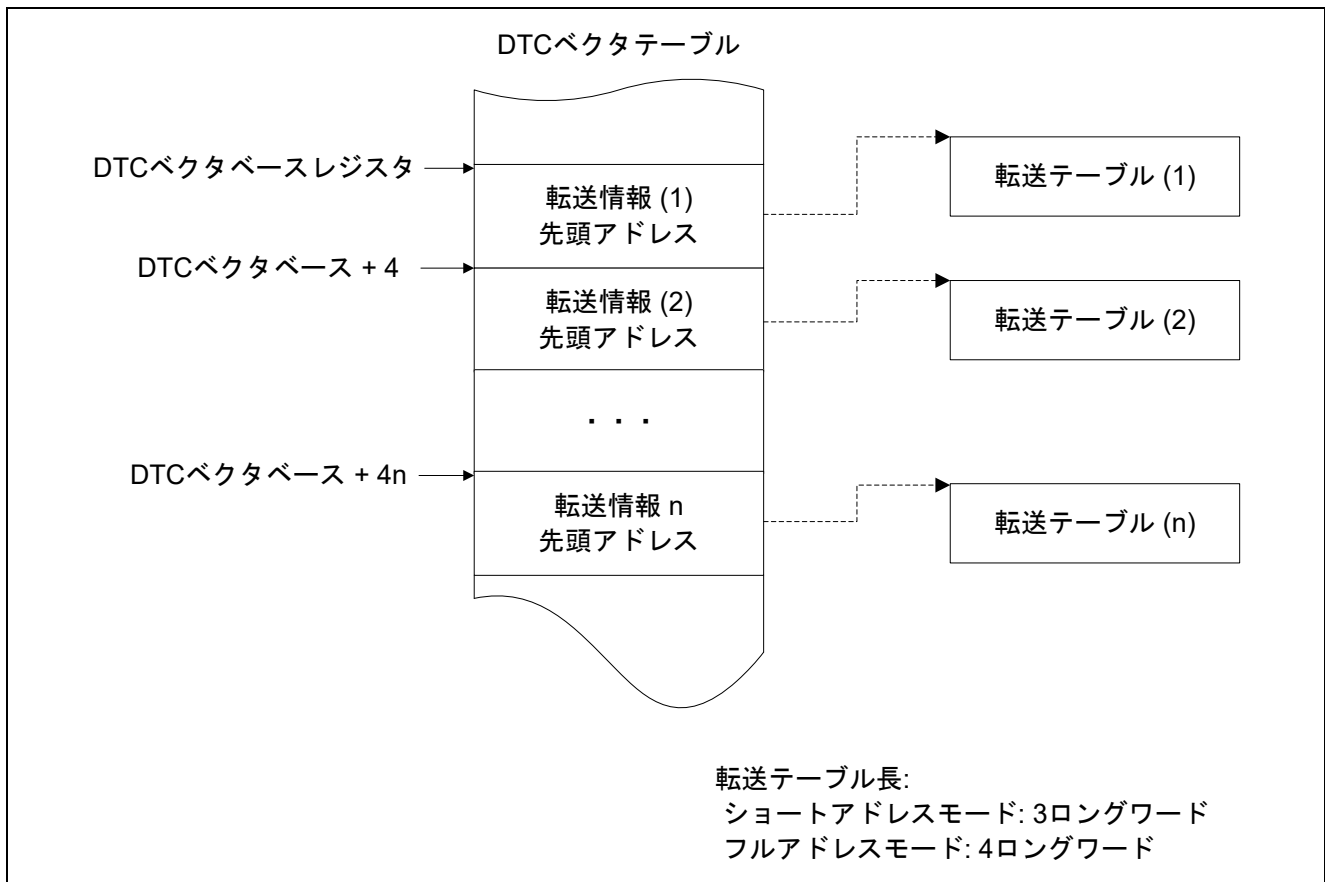 DTCベクタテーブル
DTCベクタベースレジスタ
転送情報 (1)
先頭アドレス
転送テーブル (1)
DTCベクタベース + 4
転送情報 (2)
先頭アドレス
転送テーブル (2)
・・・
DTCベクタベース + 4n
転送情報 n
先頭アドレス
転送テーブル (n)
転送テーブル長:
ショートアドレスモード: 3ロングワード
フルアドレスモード: 4ロングワード